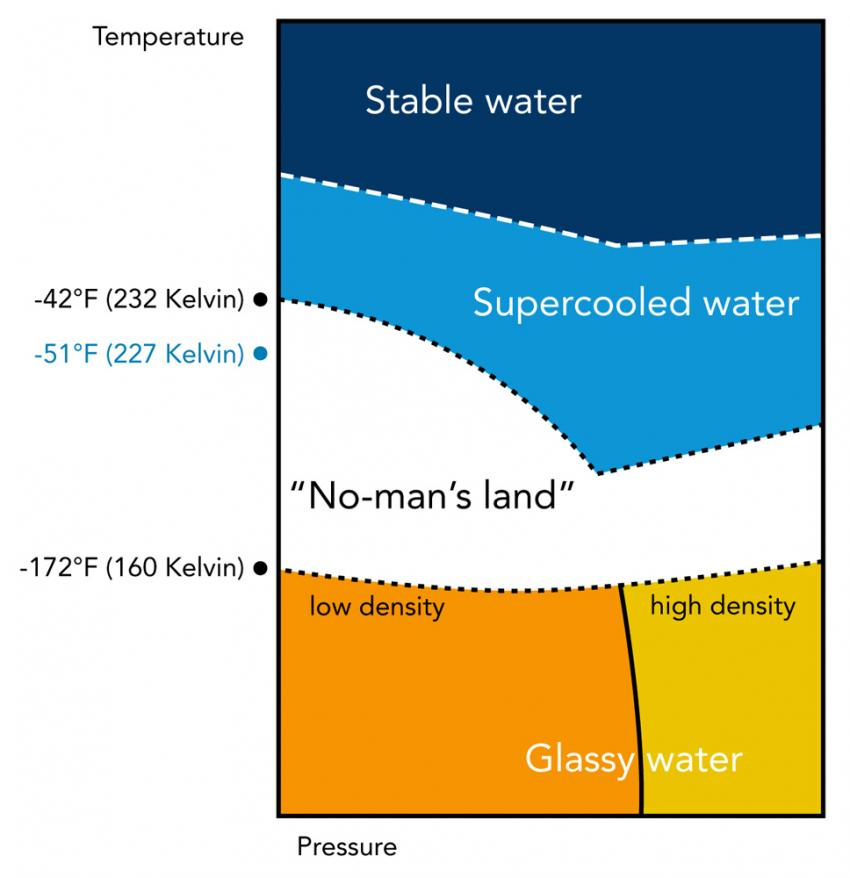 Temperature
Stable water
-42°F (232 Kelvin)
Supercooled water
-51°F (227 Kelvin)
“No-man’s land”
-172°F (160 Kelvin)
low density
high density
Glassy water
Pressure